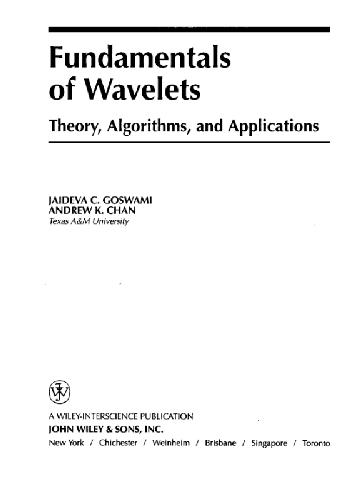 Fundamentals
of Wavelets
Theory, Algorithms, and Applications
JAIDEVA C. GOSWAMI
ANDREW K. CHAN
Texas A&M University
A WILEY-INTERSCIENCE PUBLICATION
JOHN WILEY & SONS, INC.
New York / Chichester / Weinheim / Brisbane / Singapore / Toronto